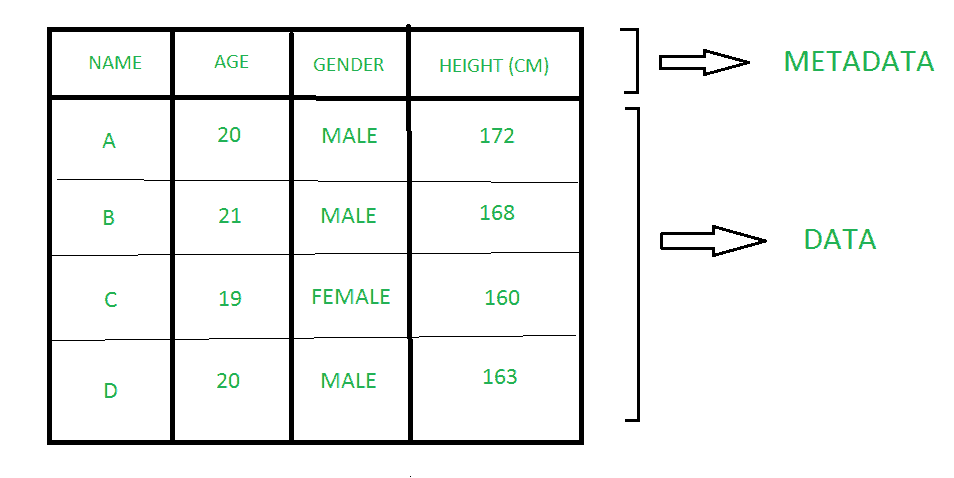 NAME AGE GENDER HEIGHT (CM) METADATA
A 20 MALE 172
B 21 MALE 168
DATA
C 19 FEMALE 160
D 20 MALE 163